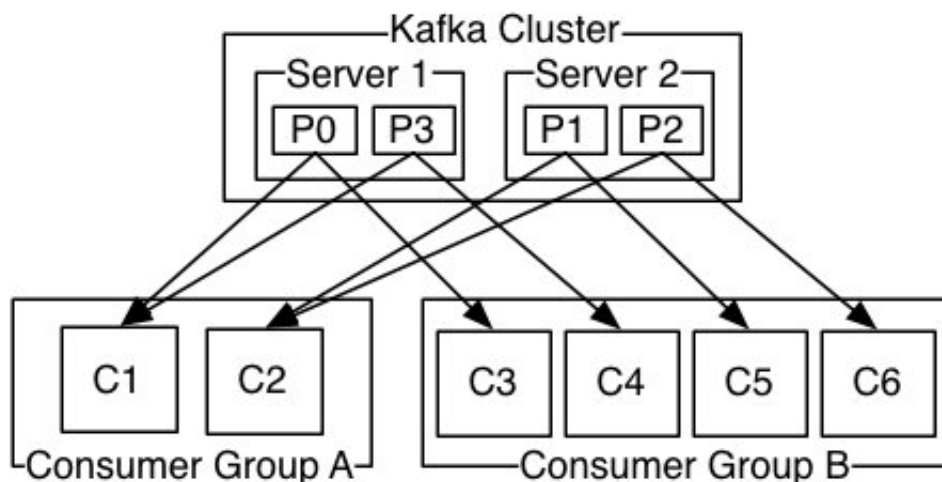 Kafka Cluster
Server 1 Server 2
P0 P3 P1 P2
C1 C2 C3 C4 C5 C6
Consumer Group A Consumer Group B